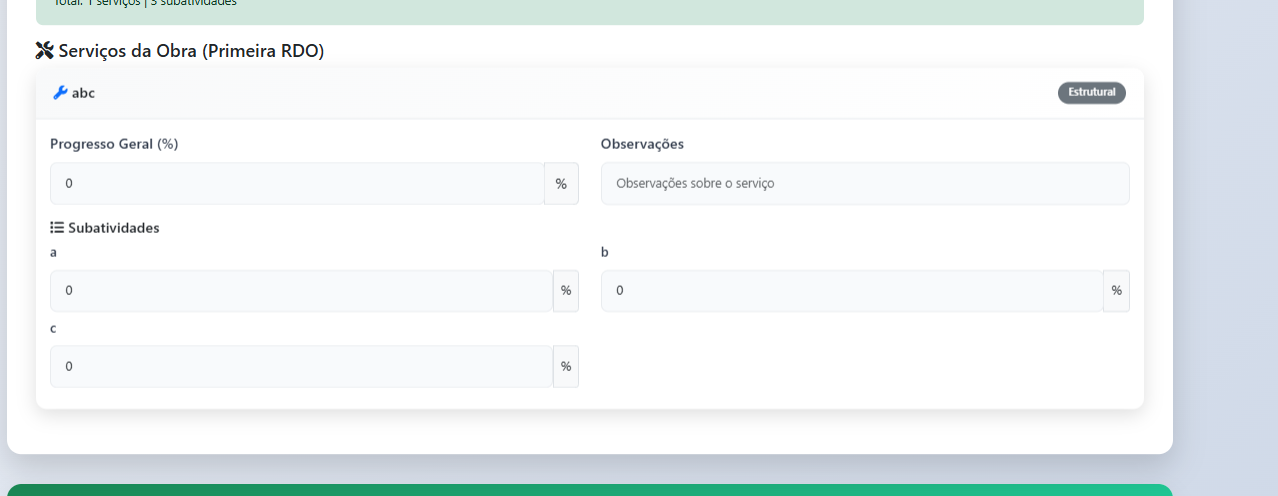 Total: 1 serviços | 3 subatividades
Serviços da Obra (Primeira RDO)
abc
Estrutural
Progresso Geral (%)
Observações
0 %
Observações sobre o serviço
Subatividades
a
b
0 %
0 %
c
0 %